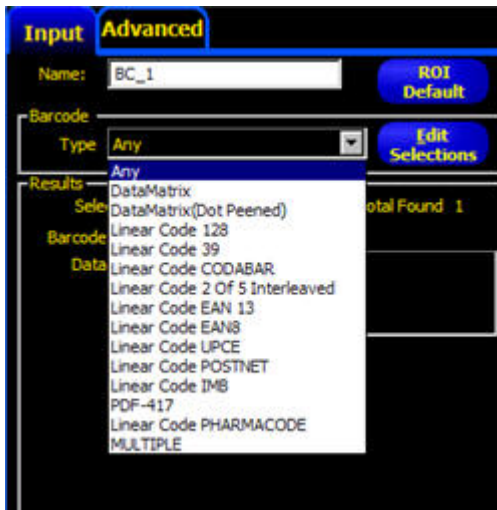 Input Advanced
Name: BC_1 ROI Default
Barcode
Type Any Edit Selections
Any
Results
DataMatrix
DataMatrix(Dot Peened) otal Found 1
Linear Code 128
Barcode
Linear Code 39
Data
Linear Code CODABAR
Linear Code 2 Of 5 Interleaved
Linear Code EAN 13
Linear Code EAN8
Linear Code UPCE
Linear Code POSTNET
Linear Code IMB
PDF-417
Linear Code PHARMACODE
MULTIPLE